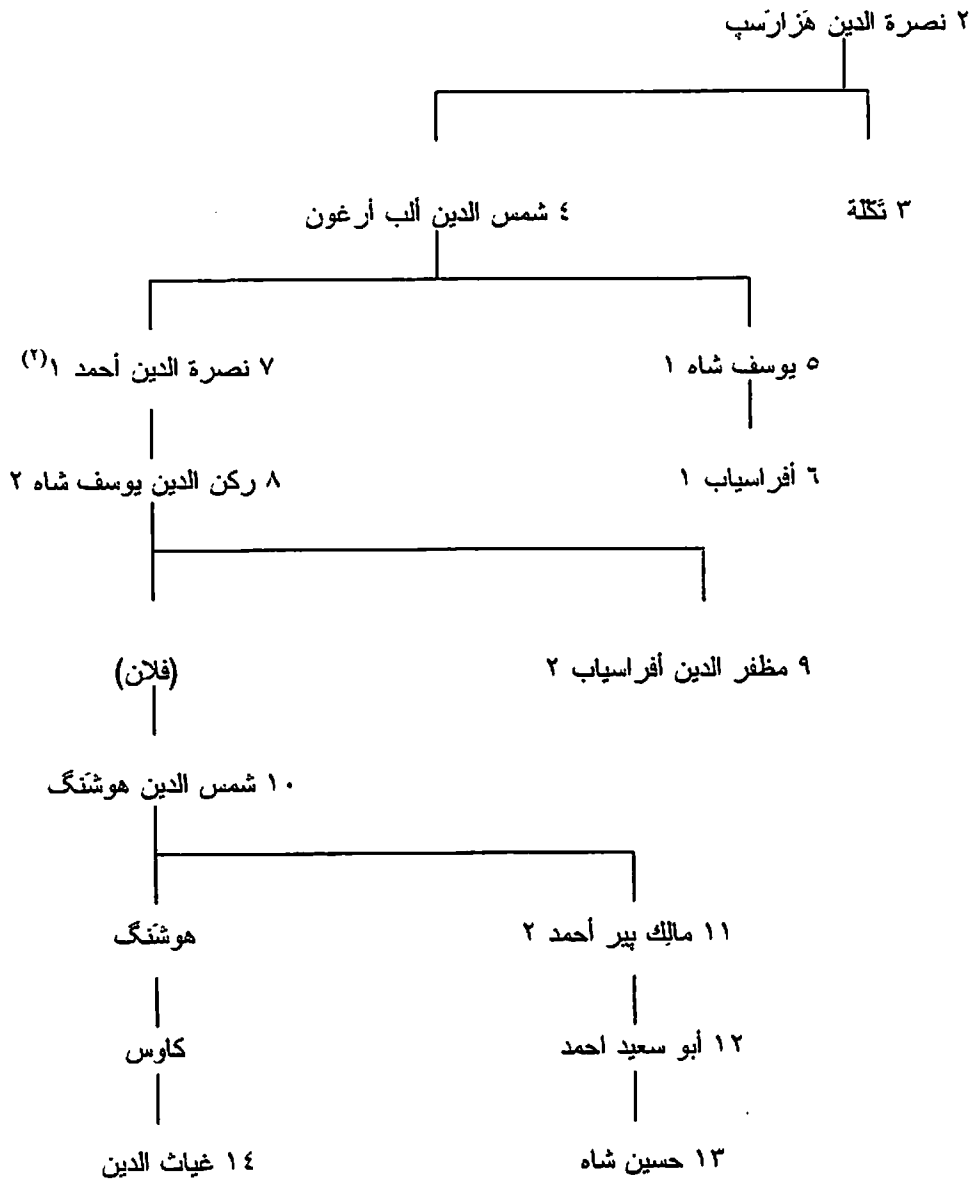 ٢ نصرة الدين هَزارَسپ
٣ تَكْلَة
٤ شمس الدين ألب أرغون
٥ يوسف شاه ١
٧ نصرة الدين أحمد ١(٢)
٦ أفراسياب ١
٨ ركن الدين يوسف شاه ٢
٩ مظفر الدين أفراسياب ٢
(فلان)
١٠ شمس الدين هوشَنگ
١١ مالِك پير أحمد ٢
هوشَنگ
١٢ أبو سعيد احمد
كاوس
١٣ حسين شاه
١٤ غياث الدين